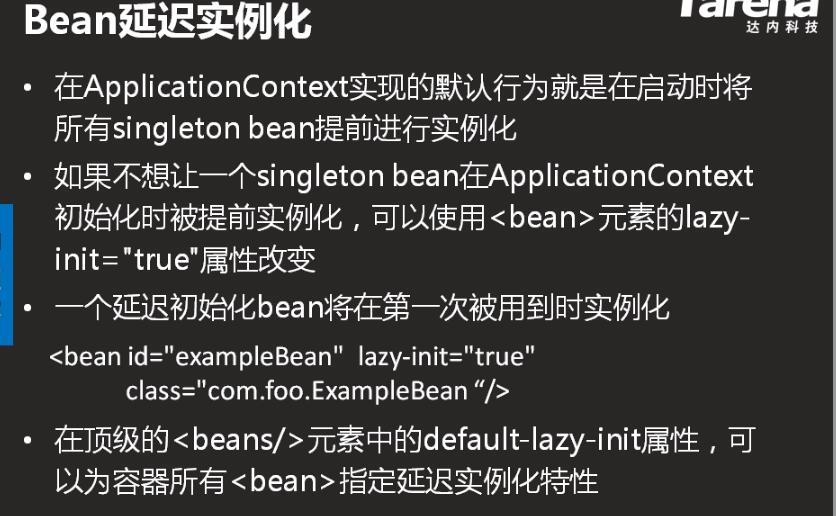 Bean延迟实例化
Tarena
达内科技
• 在ApplicationContext实现的默认行为就是在启动时将
所有singleton bean提前进行实例化
• 如果不想让一个singleton bean在ApplicationContext
初始化时被提前实例化，可以使用<bean>元素的lazy-
init="true"属性改变
• 一个延迟初始化bean将在第一次被用到时实例化
<bean id="exampleBean" lazy-init="true"
class="com.foo.ExampleBean “/>
• 在顶级的<beans/>元素中的default-lazy-init属性，可
以为容器所有<bean>指定延迟实例化特性